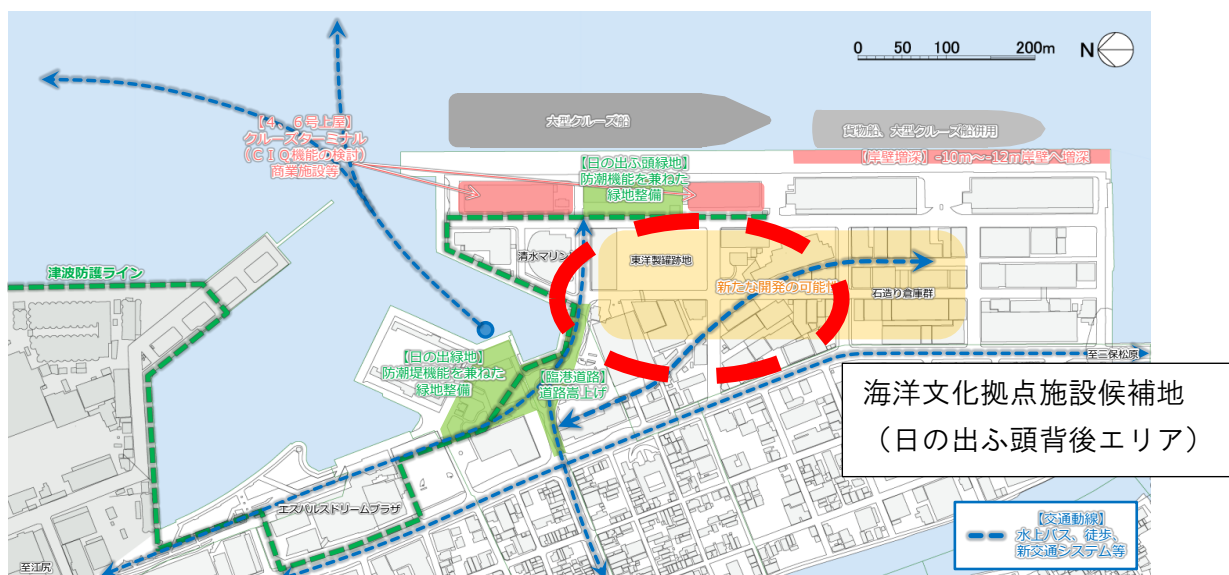 0 50 100 200m
N
大型クルーズ船
貨物船、大型クルーズ船併用
【4、6号上屋】
クルーズターミナル
（CIQ機能の検討）
商業施設等
【岸壁増深】-10m～-12m岸壁へ増深
【日の出ふ頭緑地】
防潮機能を兼ねた
緑地整備
清水マリン
東洋製罐跡地
津波防護ライン
新たな開発の可能性
石造り倉庫群
【日の出緑地】
防潮堤機能を兼ねた
緑地整備
【臨港道路】
道路嵩上げ
至三保松原
海洋文化拠点施設候補地
（日の出ふ頭背後エリア）
エスパルスドリームプラザ
【交通動線】
水上バス、徒歩、
新交通システム等
至江尻